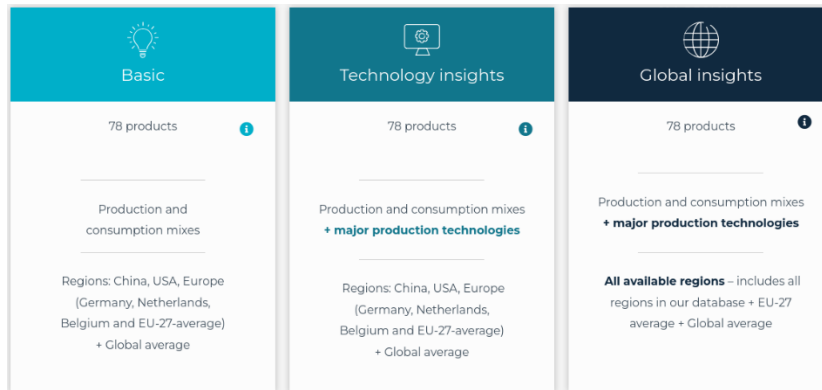 Basic
78 products
Production and
consumption mixes
Regions: China, USA, Europe
(Germany, Netherlands,
Belgium and EU-27-average)
+ Global average
Technology insights
78 products
Production and consumption mixes
+ major production technologies
Regions: China, USA, Europe
(Germany, Netherlands,
Belgium and EU-27-average)
+ Global average
Global insights
78 products
Production and consumption mixes
+ major production technologies
All available regions – includes all
regions in our database + EU-27
average + Global average